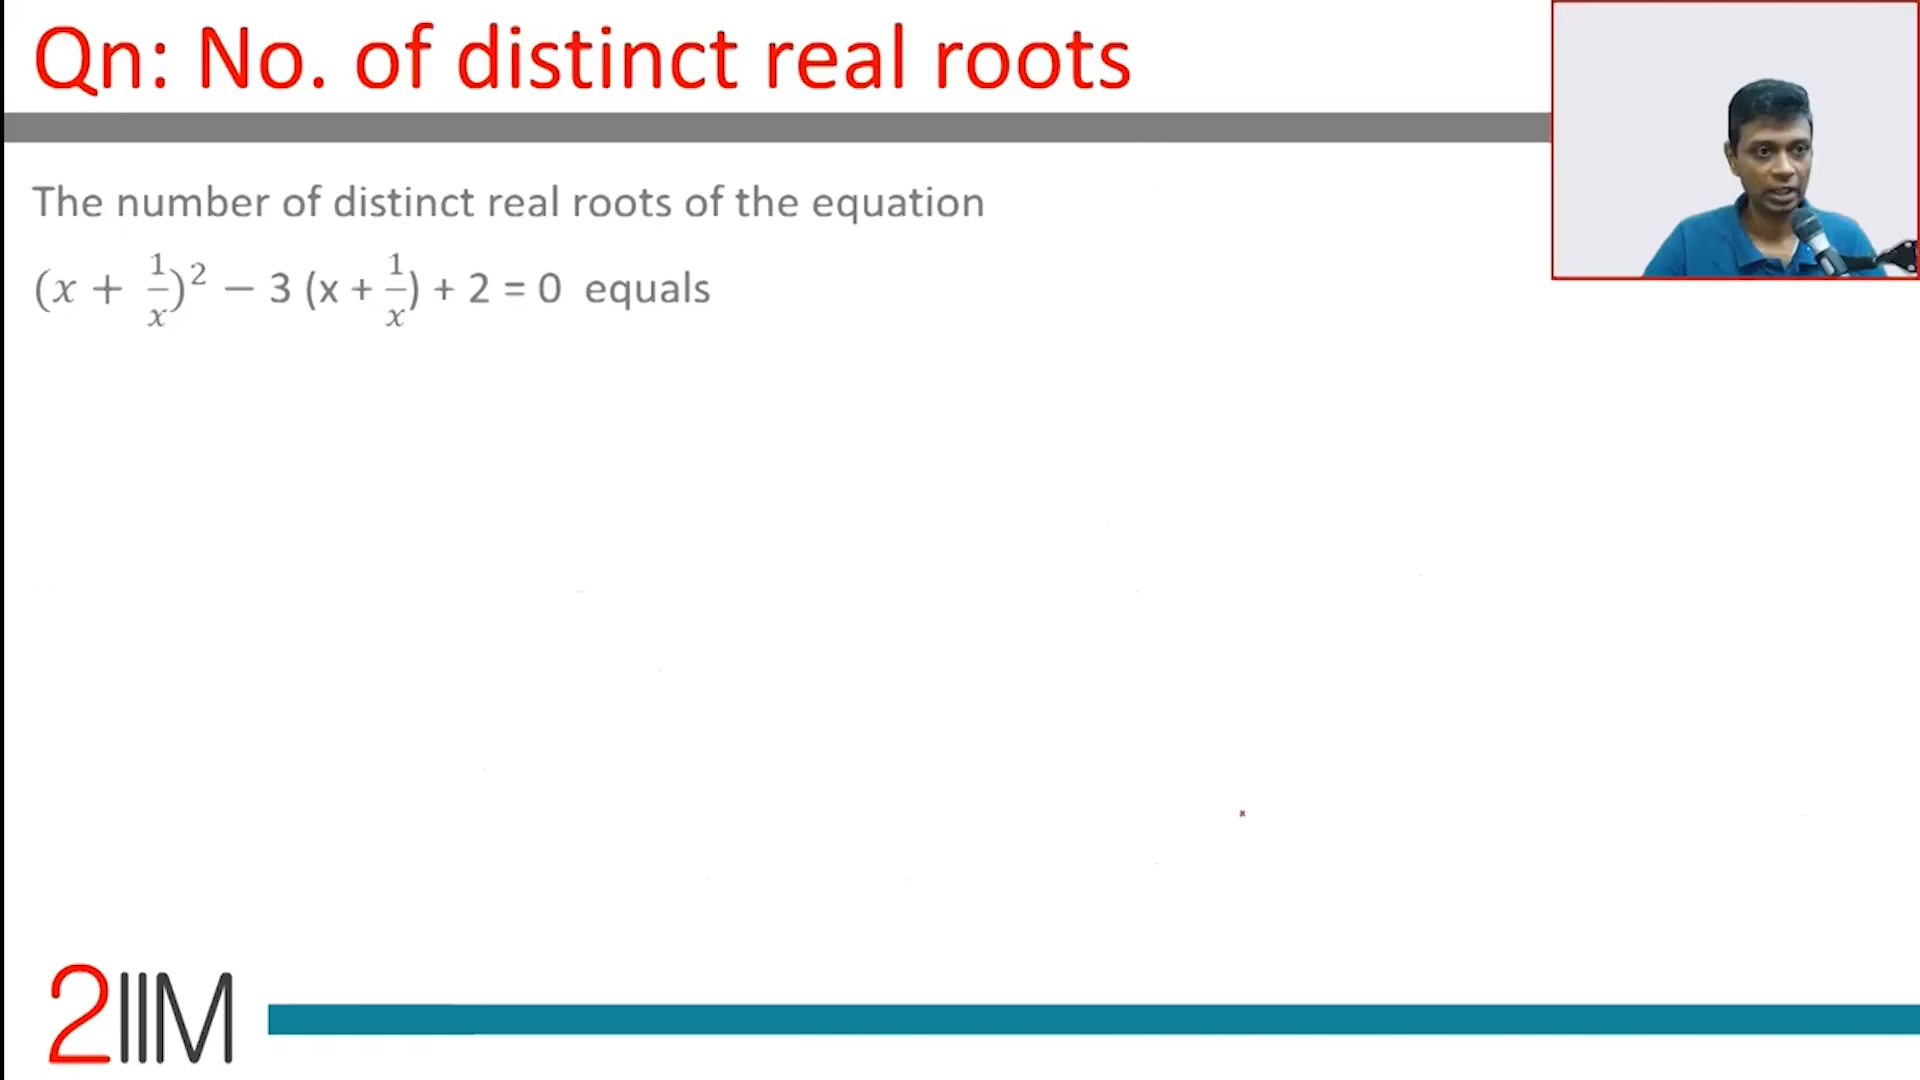 Qn: No. of distinct real roots
The number of distinct real roots of the equation
(x + 1/x)² − 3 (x + 1/x) + 2 = 0 equals
2IIM